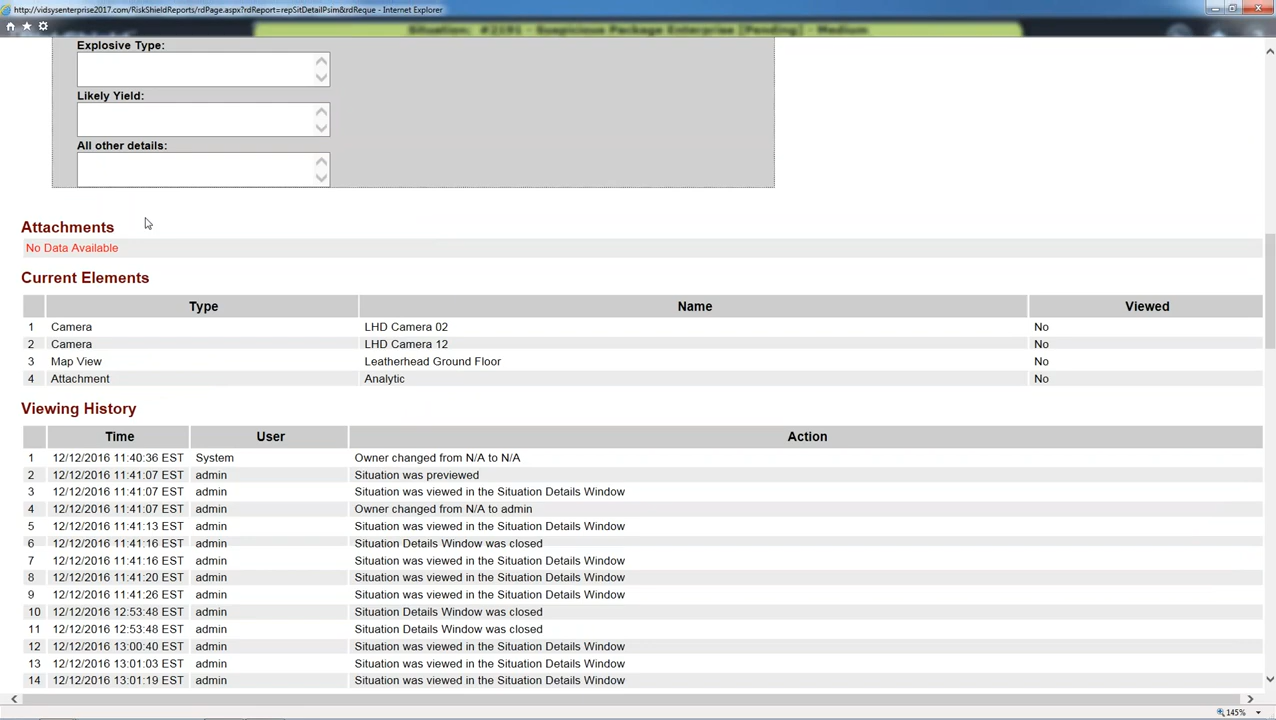 http://vidsysenterprise2017.com/RiskShieldReports/rdPage.aspx?rdReport=repSitDetailPsim&rdReque - Internet Explorer
Situation: #2191 - Suspicious Package Enterprise [Pending] - Medium
Explosive Type:
Likely Yield:
All other details:
Attachments
No Data Available
Current Elements
Type Name Viewed
1 Camera LHD Camera 02 No
2 Camera LHD Camera 12 No
3 Map View Leatherhead Ground Floor No
4 Attachment Analytic No
Viewing History
Time User Action
1 12/12/2016 11:40:36 EST System Owner changed from N/A to N/A
2 12/12/2016 11:41:07 EST admin Situation was previewed
3 12/12/2016 11:41:07 EST admin Situation was viewed in the Situation Details Window
4 12/12/2016 11:41:07 EST admin Owner changed from N/A to admin
5 12/12/2016 11:41:13 EST admin Situation was viewed in the Situation Details Window
6 12/12/2016 11:41:16 EST admin Situation Details Window was closed
7 12/12/2016 11:41:16 EST admin Situation was viewed in the Situation Details Window
8 12/12/2016 11:41:20 EST admin Situation was viewed in the Situation Details Window
9 12/12/2016 11:41:26 EST admin Situation was viewed in the Situation Details Window
10 12/12/2016 12:53:48 EST admin Situation Details Window was closed
11 12/12/2016 12:53:48 EST admin Situation Details Window was closed
12 12/12/2016 13:00:40 EST admin Situation was viewed in the Situation Details Window
13 12/12/2016 13:01:03 EST admin Situation was viewed in the Situation Details Window
14 12/12/2016 13:01:19 EST admin Situation was viewed in the Situation Details Window
145%